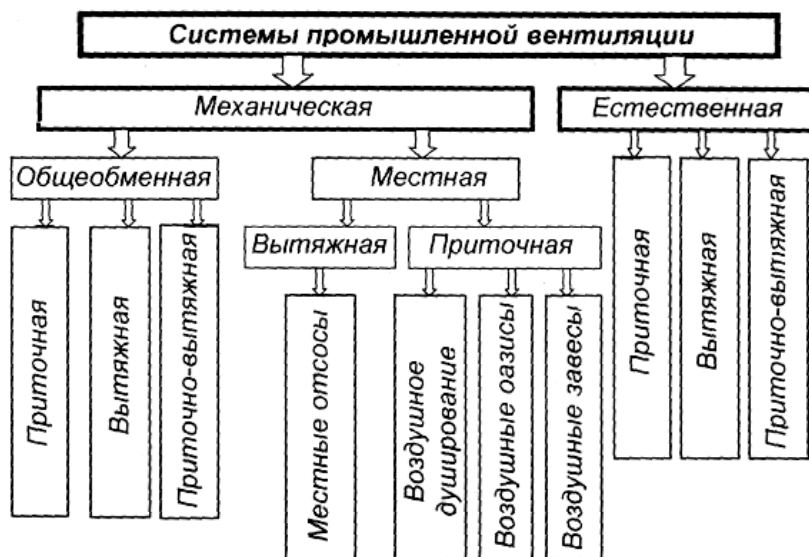 Системы промышленной вентиляции
Механическая
Естественная
Общеобменная
Местная
Вытяжная
Приточная
Приточная
Вытяжная
Приточно-вытяжная
Местные отсосы
Воздушное
душирование
Воздушные оазисы
Воздушные завесы
Приточная
Вытяжная
Приточно-вытяжная